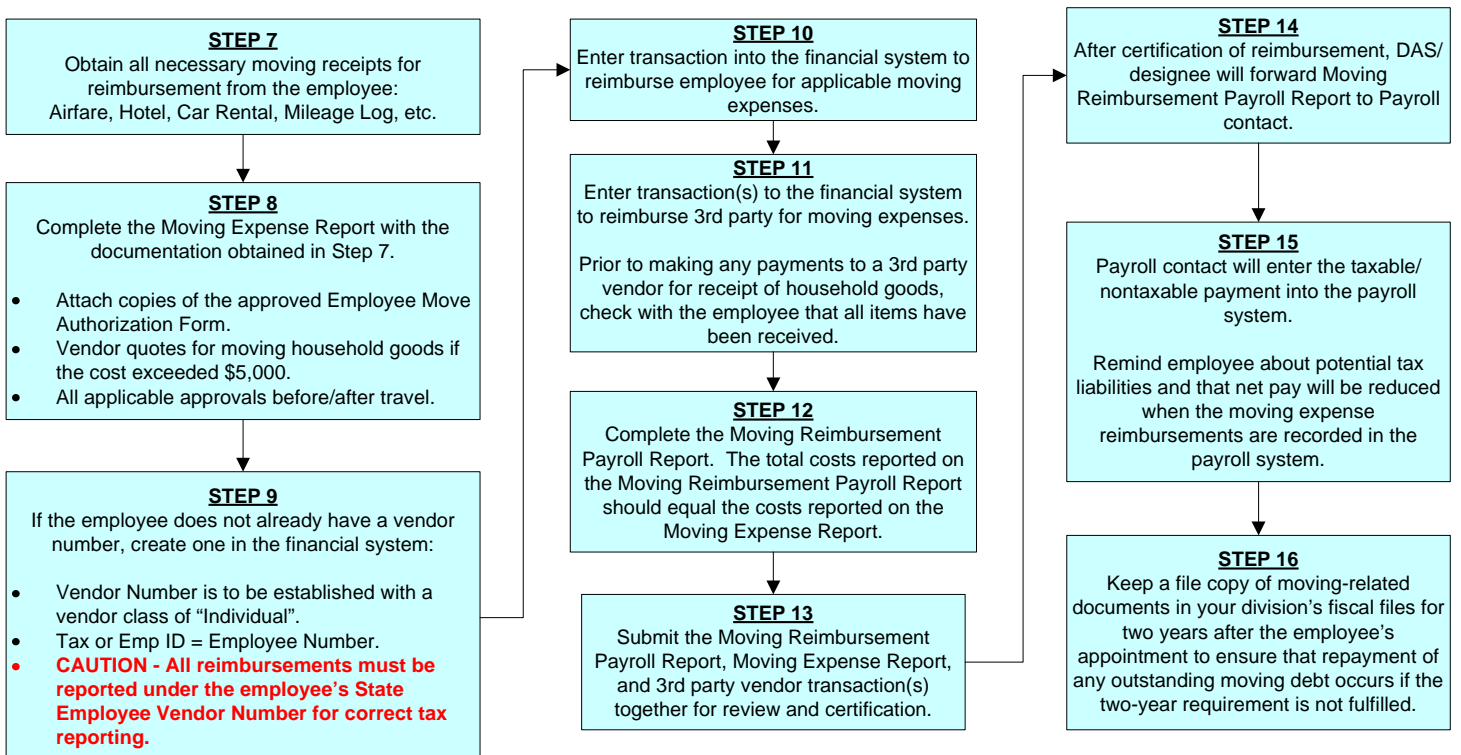 STEP 7
Obtain all necessary moving receipts for
reimbursement from the employee:
Airfare, Hotel, Car Rental, Mileage Log, etc.
STEP 8
Complete the Moving Expense Report with the
documentation obtained in Step 7.
• Attach copies of the approved Employee Move
Authorization Form.
• Vendor quotes for moving household goods if
the cost exceeded $5,000.
• All applicable approvals before/after travel.
STEP 9
If the employee does not already have a vendor
number, create one in the financial system:
• Vendor Number is to be established with a
vendor class of “Individual”.
• Tax or Emp ID = Employee Number.
• CAUTION - All reimbursements must be
reported under the employee’s State
Employee Vendor Number for correct tax
reporting.
STEP 10
Enter transaction into the financial system to
reimburse employee for applicable moving
expenses.
STEP 11
Enter transaction(s) to the financial system
to reimburse 3rd party for moving expenses.
Prior to making any payments to a 3rd party
vendor for receipt of household goods,
check with the employee that all items have
been received.
STEP 12
Complete the Moving Reimbursement
Payroll Report. The total costs reported on
the Moving Reimbursement Payroll Report
should equal the costs reported on the
Moving Expense Report.
STEP 13
Submit the Moving Reimbursement
Payroll Report, Moving Expense Report,
and 3rd party vendor transaction(s)
together for review and certification.
STEP 14
After certification of reimbursement, DAS/
designee will forward Moving
Reimbursement Payroll Report to Payroll
contact.
STEP 15
Payroll contact will enter the taxable/
nontaxable payment into the payroll
system.
Remind employee about potential tax
liabilities and that net pay will be reduced
when the moving expense
reimbursements are recorded in the
payroll system.
STEP 16
Keep a file copy of moving-related
documents in your division’s fiscal files for
two years after the employee’s
appointment to ensure that repayment of
any outstanding moving debt occurs if the
two-year requirement is not fulfilled.